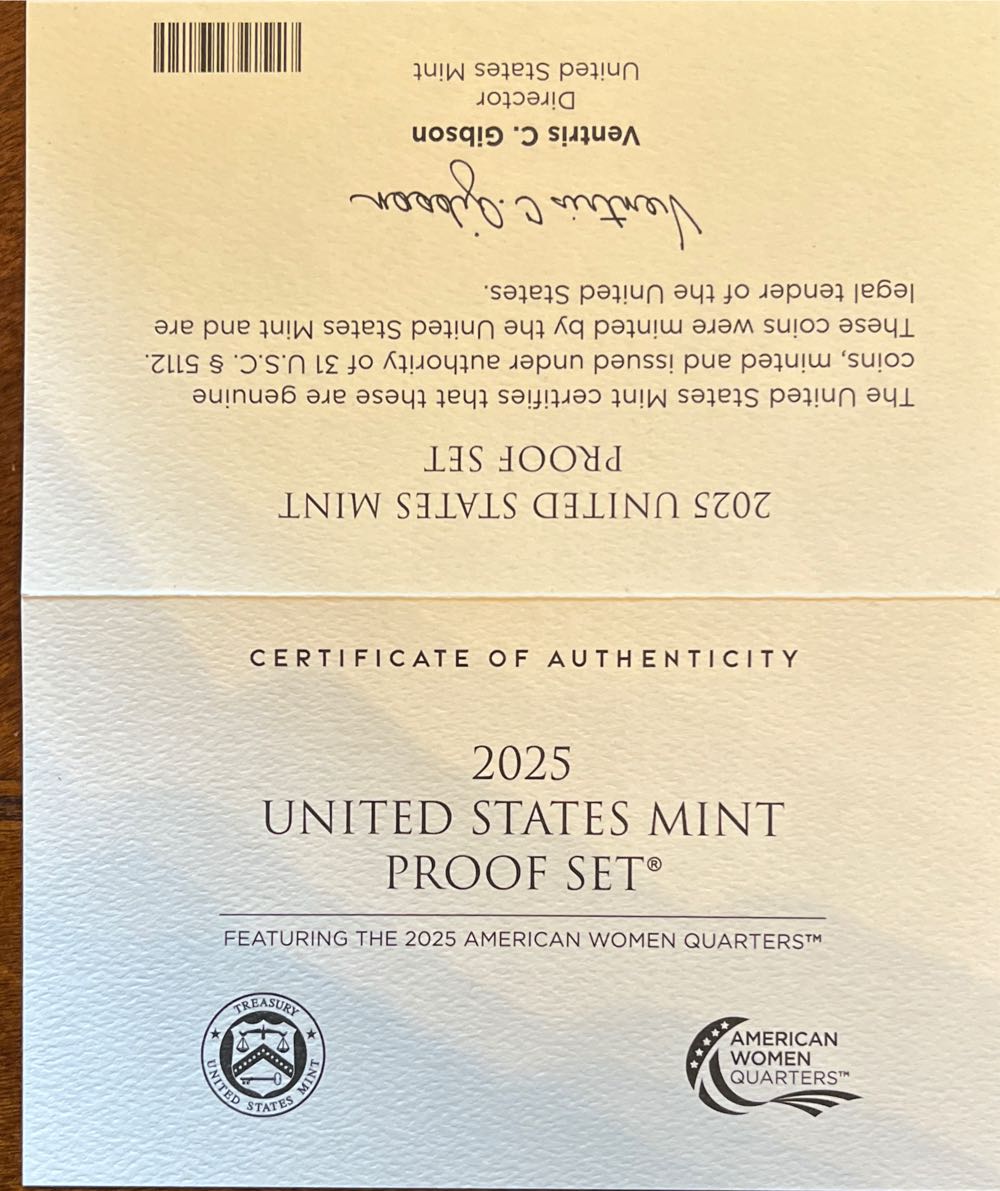 CERTIFICATE OF AUTHENTICITY
2025
UNITED STATES MINT
PROOF SET®
FEATURING THE 2025 AMERICAN WOMEN QUARTERS™
TREASURY
UNITED STATES MINT
AMERICAN
WOMEN
QUARTERS™
2025 UNITED STATES MINT
PROOF SET
The United States Mint certifies that these are genuine
coins, minted and issued under authority of 31 U.S.C. § 5112.
These coins were minted by the United States Mint and are
legal tender of the United States.
Ventris C. Gibson
Ventris C. Gibson
Director
United States Mint